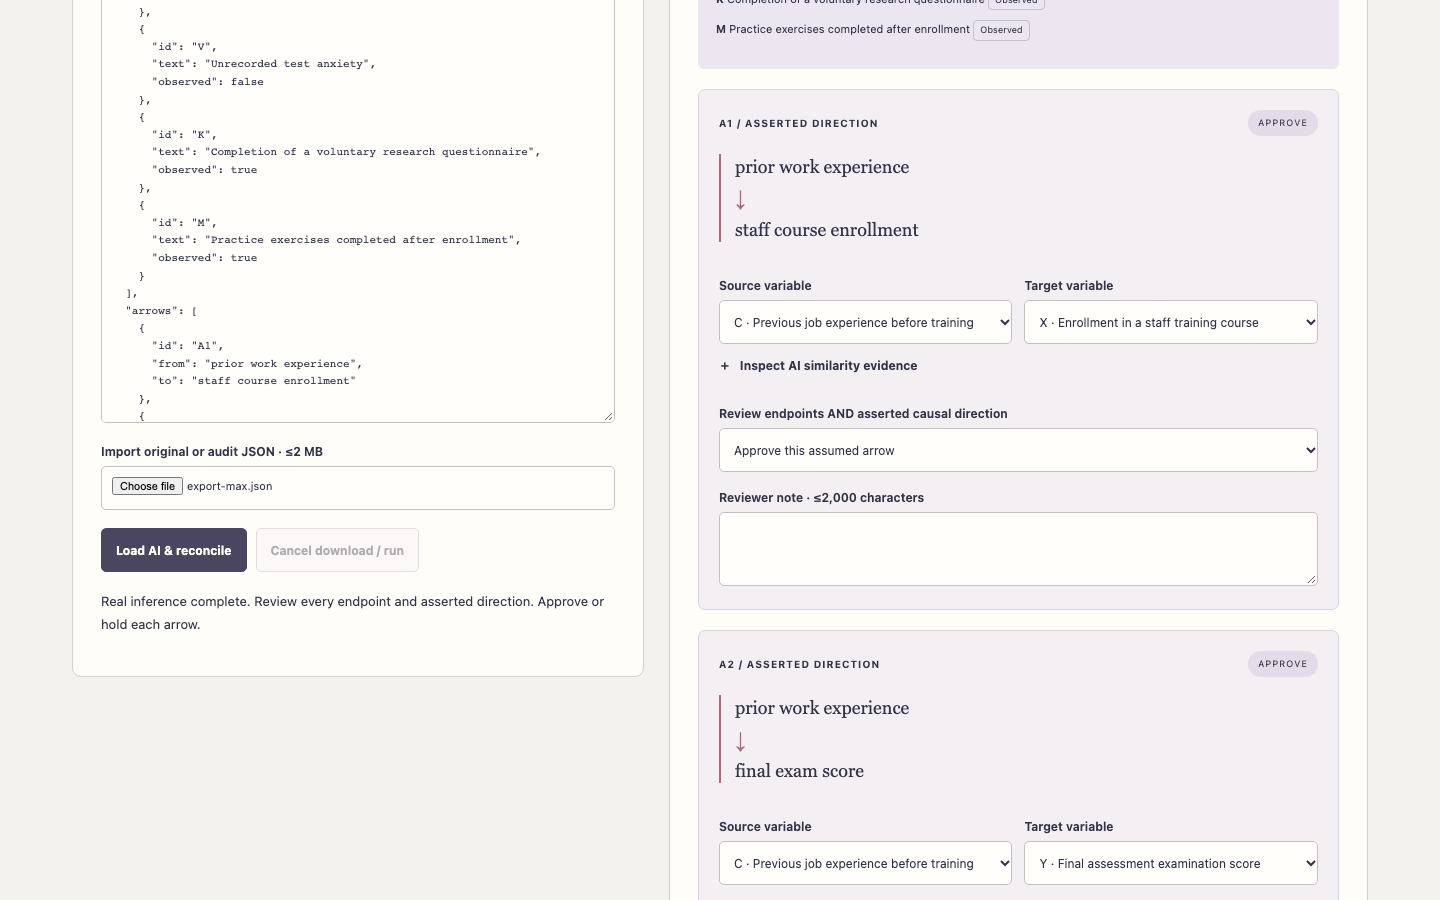 },
{
"id": "V",
"text": "Unrecorded test anxiety",
"observed": false
},
{
"id": "K",
"text": "Completion of a voluntary research questionnaire",
"observed": true
},
{
"id": "M",
"text": "Practice exercises completed after enrollment",
"observed": true
}
],
"arrows": [
{
"id": "A1",
"from": "prior work experience",
"to": "staff course enrollment"
},
{
Import original or audit JSON · ≤2 MB
Choose file export-max.json
Load AI & reconcile Cancel download / run
Real inference complete. Review every endpoint and asserted direction. Approve or
hold each arrow.
K Completion of a voluntary research questionnaire Observed
M Practice exercises completed after enrollment Observed
A1 / ASSERTED DIRECTION APPROVE
prior work experience
↓
staff course enrollment
Source variable Target variable
C · Previous job experience before training X · Enrollment in a staff training course
+ Inspect AI similarity evidence
Review endpoints AND asserted causal direction
Approve this assumed arrow
Reviewer note · ≤2,000 characters
A2 / ASSERTED DIRECTION APPROVE
prior work experience
↓
final exam score
Source variable Target variable
C · Previous job experience before training Y · Final assessment examination score